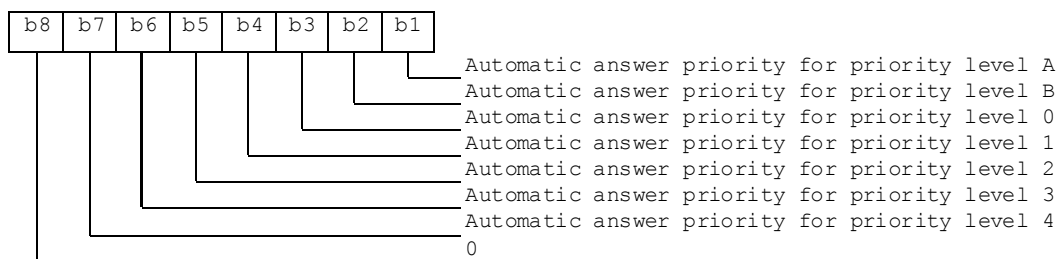 b8 b7 b6 b5 b4 b3 b2 b1
Automatic answer priority for priority level A
Automatic answer priority for priority level B
Automatic answer priority for priority level 0
Automatic answer priority for priority level 1
Automatic answer priority for priority level 2
Automatic answer priority for priority level 3
Automatic answer priority for priority level 4
0